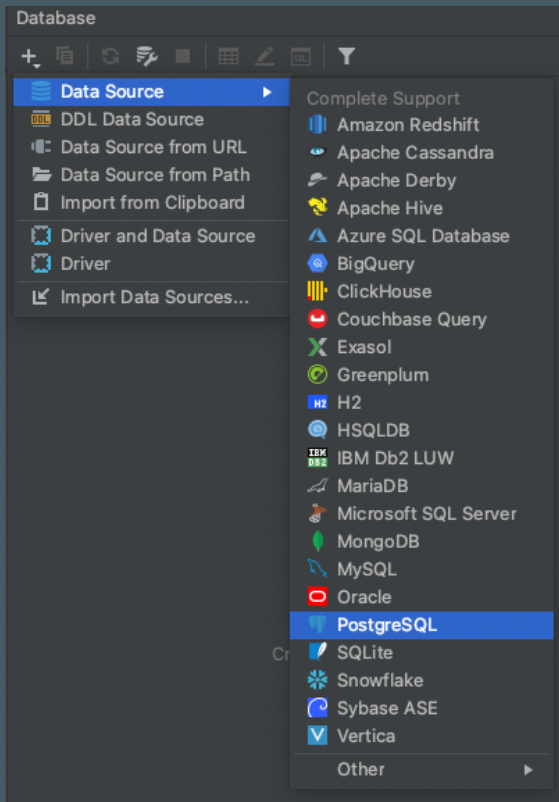 Database
QL
Data Source
DDL Data Source
Data Source from URL
Data Source from Path
Import from Clipboard
Driver and Data Source
Driver
Import Data Sources...
Complete Support
Amazon Redshift
Apache Cassandra
Apache Derby
Apache Hive
Azure SQL Database
BigQuery
ClickHouse
Couchbase Query
Exasol
Greenplum
H2 H2
HSQLDB
IBM DB2 IBM Db2 LUW
MariaDB
Microsoft SQL Server
MongoDB
MySQL
Oracle
PostgreSQL
SQLite
Snowflake
Sybase ASE
Vertica
Other
Cr